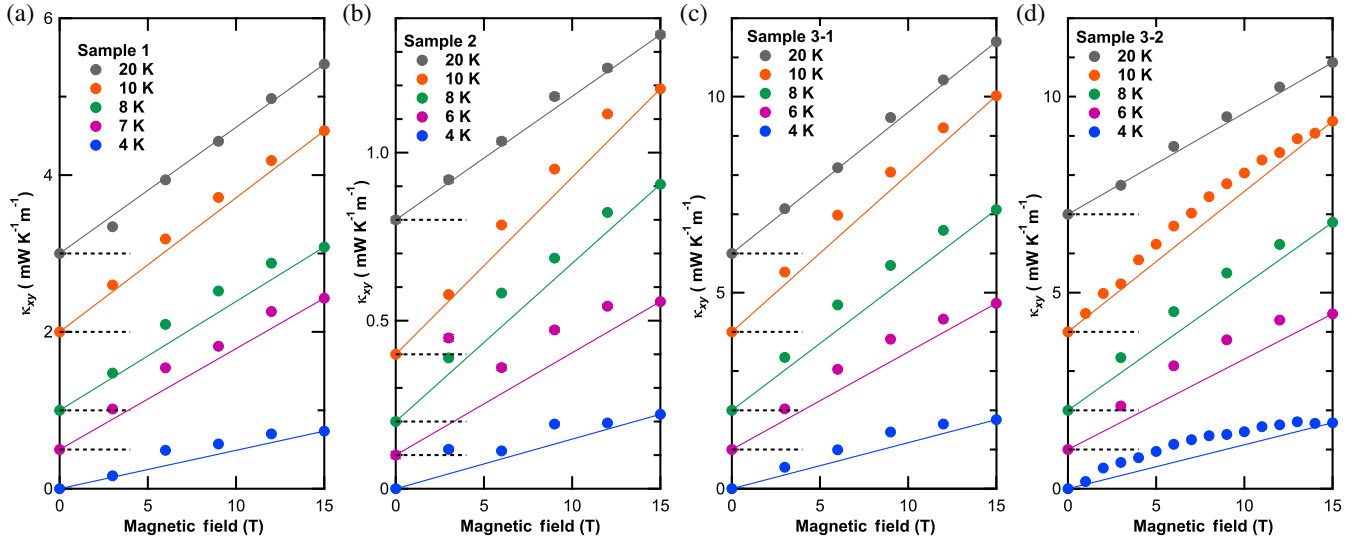 (a)
Sample 1
20 K
10 K
8 K
7 K
4 K
6
4
2
0
κxy ( mW K-1m-1)
0 5 10 15
Magnetic field (T)
(b)
Sample 2
20 K
10 K
8 K
6 K
4 K
1.0
0.5
0
κxy ( mW K-1m-1)
0 5 10 15
Magnetic field (T)
(c)
Sample 3-1
20 K
10 K
8 K
6 K
4 K
10
5
0
κxy ( mW K-1m-1)
0 5 10 15
Magnetic field (T)
(d)
Sample 3-2
20 K
10 K
8 K
6 K
4 K
10
5
0
κxy ( mW K-1m-1)
0 5 10 15
Magnetic field (T)